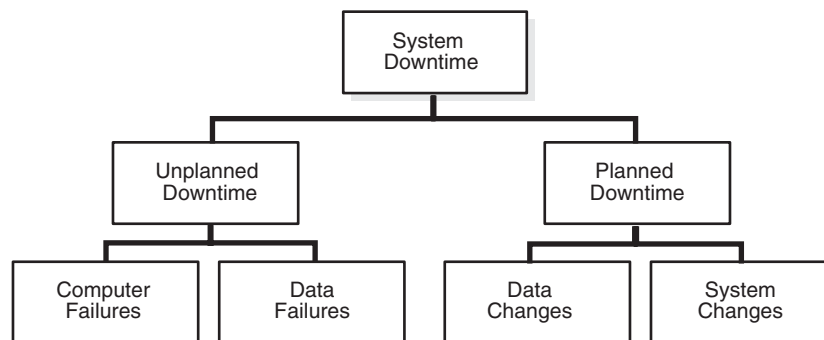 System
Downtime
Unplanned
Downtime
Planned
Downtime
Computer
Failures
Data
Failures
Data
Changes
System
Changes